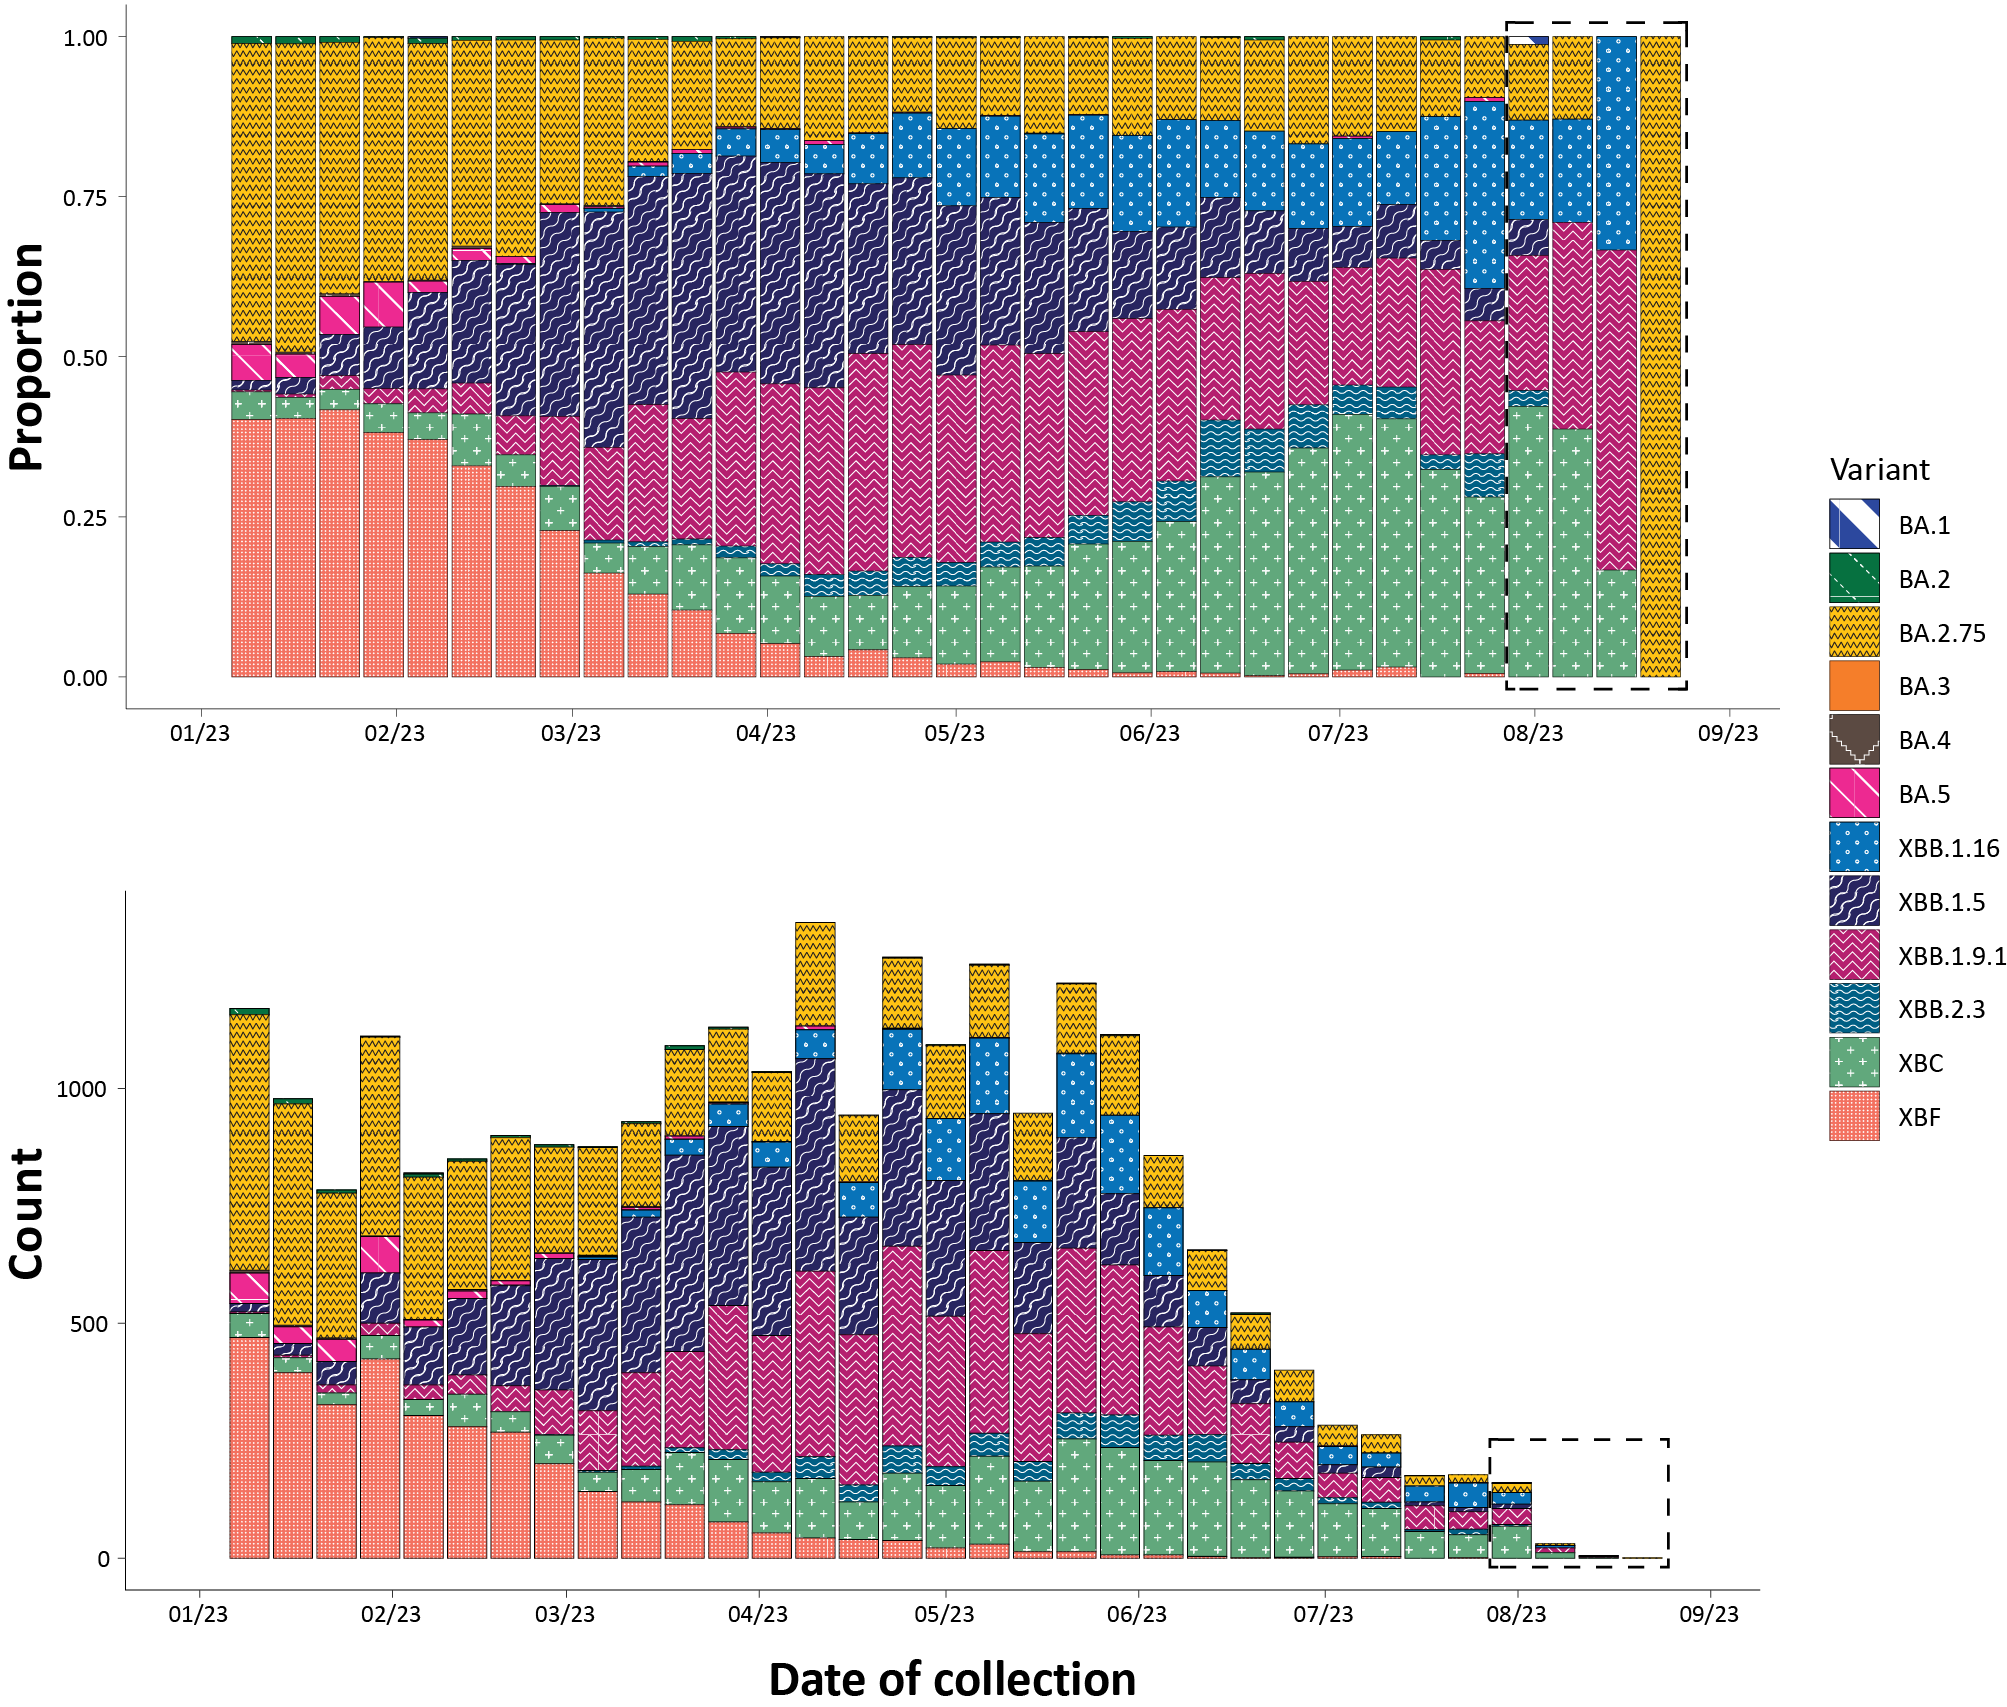 Proportion
1.00
0.75
0.50
0.25
0.00
01/23 02/23 03/23 04/23 05/23 06/23 07/23 08/23 09/23
Variant
BA.1
BA.2
BA.2.75
BA.3
BA.4
BA.5
XBB.1.16
XBB.1.5
XBB.1.9.1
XBB.2.3
XBC
XBF
Count
1000
500
0
01/23 02/23 03/23 04/23 05/23 06/23 07/23 08/23 09/23
Date of collection